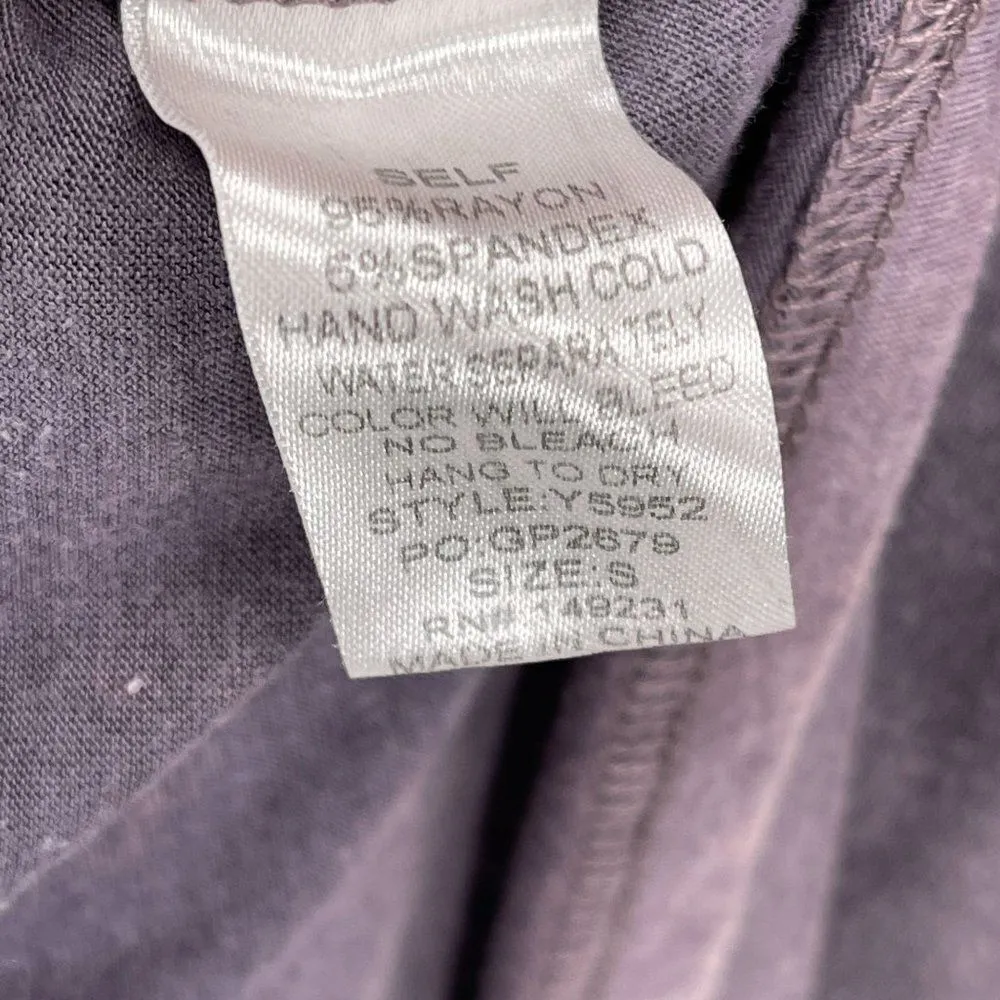 SELF
95%RAYON
6%SPANDEX
HAND WASH COLD
WATER SEPARATELY
COLOR WILL BLEED
NO BLEACH
HANG TO DRY
STYLE:Y5952
PO:GP2679
SIZE:S
RN#:149231
MADE IN CHINA